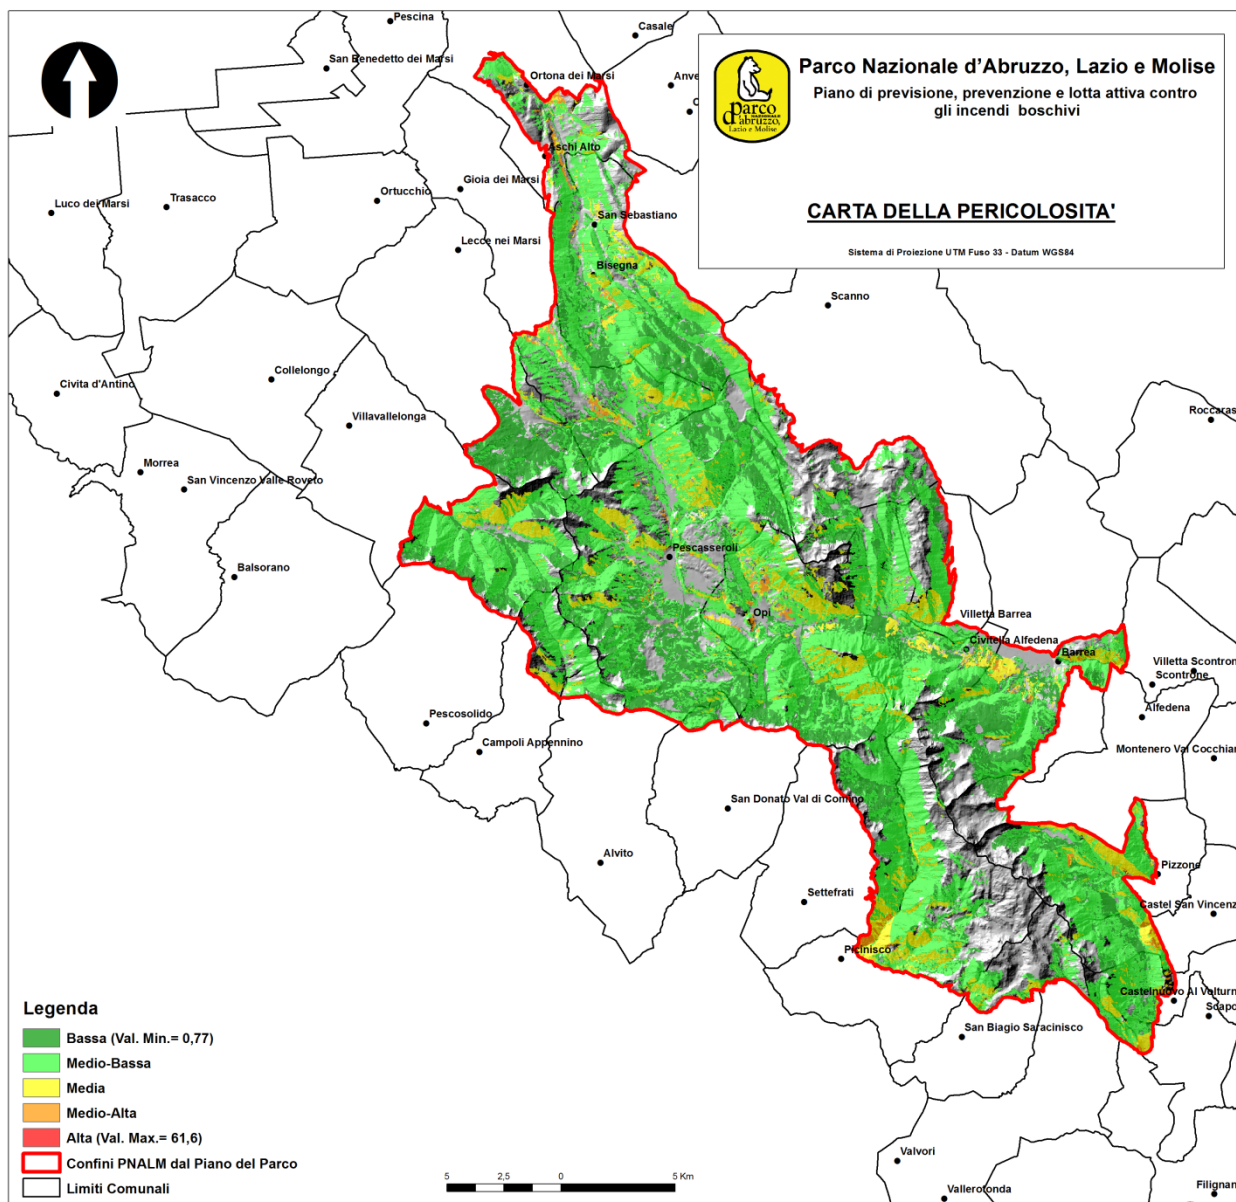 Parco Nazionale d'Abruzzo, Lazio e Molise
Piano di previsione, prevenzione e lotta attiva contro
gli incendi boschivi
Parco
NAZIONALE
d'abruzzo,
Lazio e Molise
CARTA DELLA PERICOLOSITA'
Sistema di Proiezione UTM Fuso 33 - Datum WGS84
Pescina
Casale
San Benedetto dei Marsi
Ortona dei Marsi
Anve
Aschi Alto
Gioia dei Marsi
Ortucchio
Trasacco
Luco dei Marsi
San Sebastiano
Lecce nei Marsi
Bisegna
Scanno
Collelongo
Civita d'Antino
Villavallelonga
Roccaras
Morrea
San Vincenzo Valle Roveto
Pescasseroli
Balsorano
Opi
Villetta Barrea
Civitella Alfedena
Barrea
Villetta Scontron
Scontrone
Alfedena
Pescosolido
Campoli Appennino
Montenero Val Cocchiar
San Donato Val di Comino
Alvito
Pizzone
Settefrati
Castel San Vincenz
Picinisco
Castelnuovo Al Volturn
Scapo
San Biagio Saracinisco
Valvori
Vallerotonda
Filignan
Legenda
Bassa (Val. Min.= 0,77)
Medio-Bassa
Media
Medio-Alta
Alta (Val. Max.= 61,6)
Confini PNALM dal Piano del Parco
Limiti Comunali
5 2,5 0 5 Km